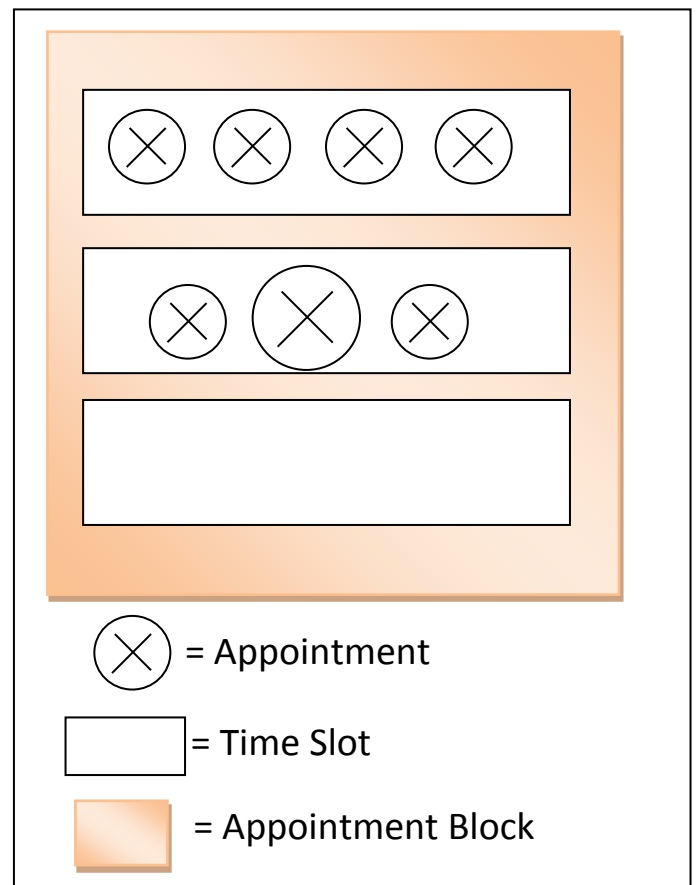 = Appointment
= Time Slot
= Appointment Block